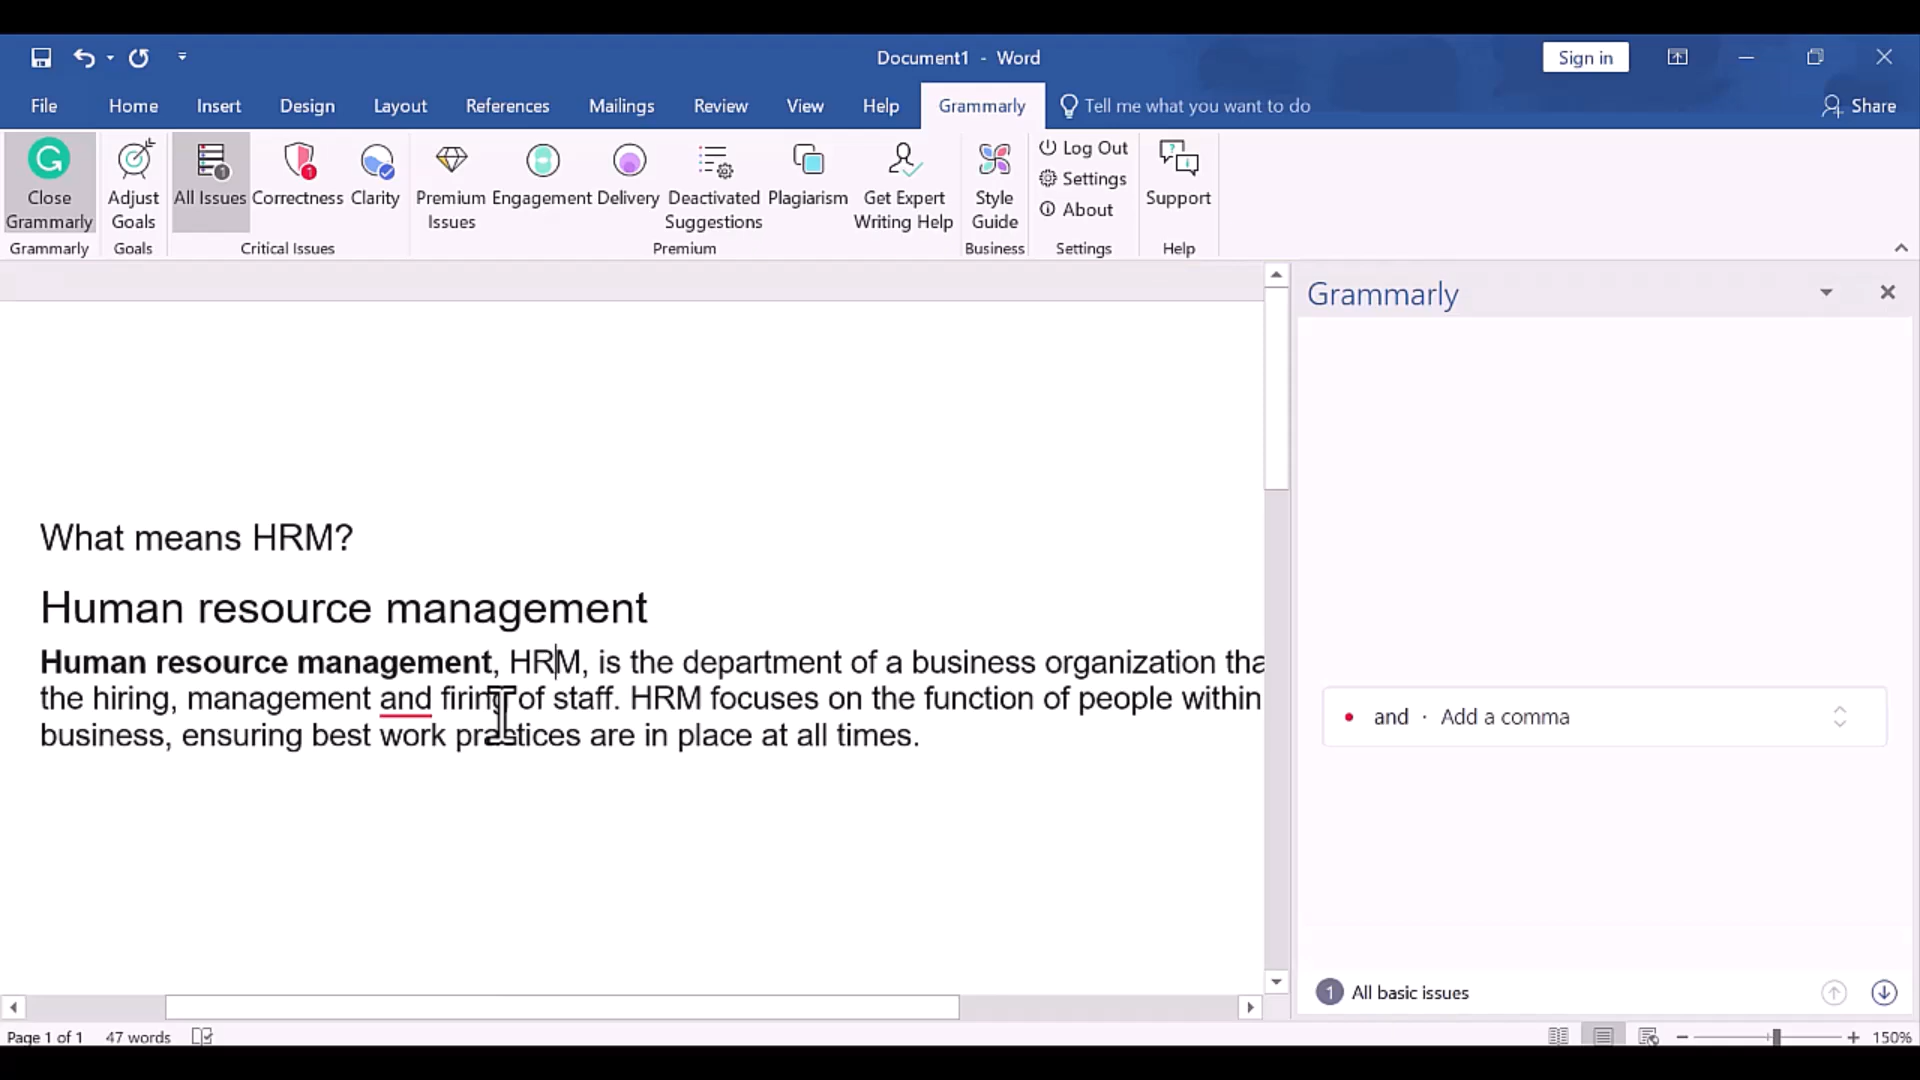 Document1 - Word
Sign in
File Home Insert Design Layout References Mailings Review View Help Grammarly Tell me what you want to do Share
Close Grammarly
Adjust Goals
All Issues
Correctness
Clarity
Premium Issues
Engagement
Delivery
Deactivated Suggestions
Plagiarism
Get Expert Writing Help
Style Guide
Log Out
Settings
About
Support
Grammarly Goals Critical Issues Premium Business Settings Help
Grammarly
What means HRM?
Human resource management
Human resource management, HRM, is the department of a business organization tha
the hiring, management and firing of staff. HRM focuses on the function of people within
business, ensuring best work practices are in place at all times.
and · Add a comma
1 All basic issues
Page 1 of 1 47 words
150%